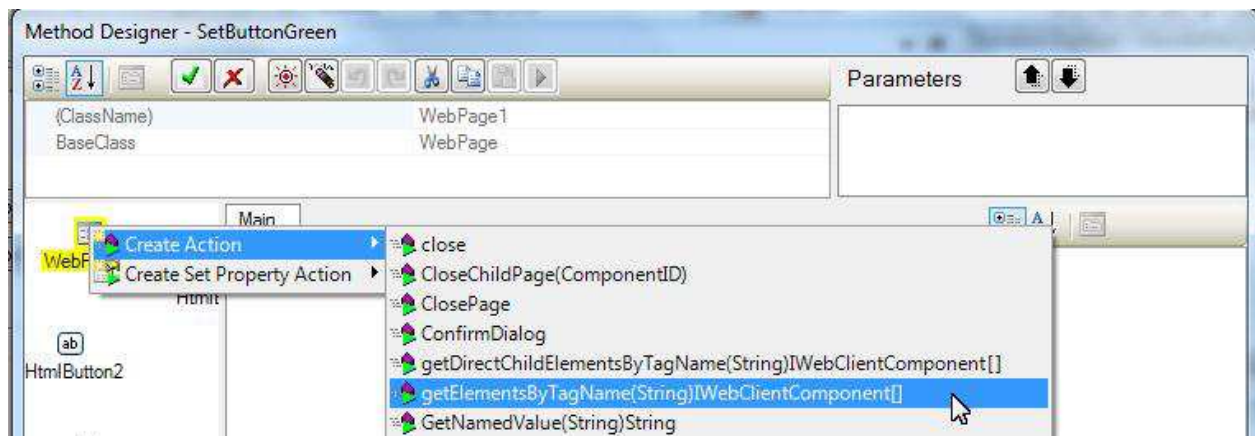 Method Designer - SetButtonGreen
Parameters
(ClassName) WebPage1
BaseClass WebPage
Main
Create Action
Create Set Property Action
close
CloseChildPage(ComponentID)
ClosePage
ConfirmDialog
getDirectChildElementsByTagName(String)IWebClientComponent[]
getElementsByTagName(String)IWebClientComponent[]
GetNamedValue(String)String
ab
HtmlButton2